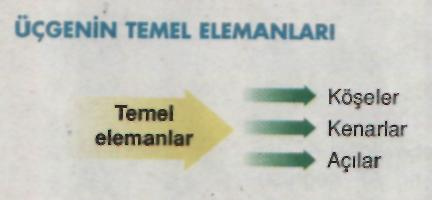 ÜÇGENİN TEMEL ELEMANLARI
Temel
elemanlar
Köşeler
Kenarlar
Açılar